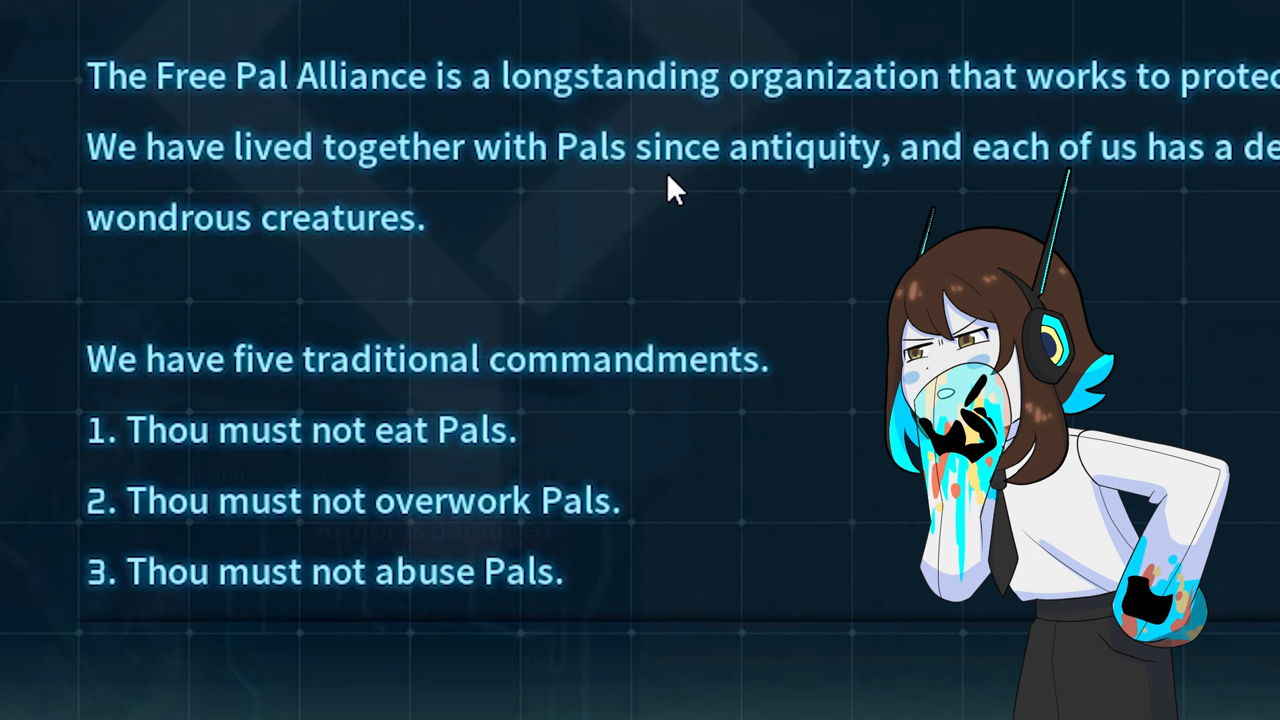 The Free Pal Alliance is a longstanding organization that works to protec
We have lived together with Pals since antiquity, and each of us has a de
wondrous creatures.
We have five traditional commandments.
1. Thou must not eat Pals.
2. Thou must not overwork Pals.
3. Thou must not abuse Pals.